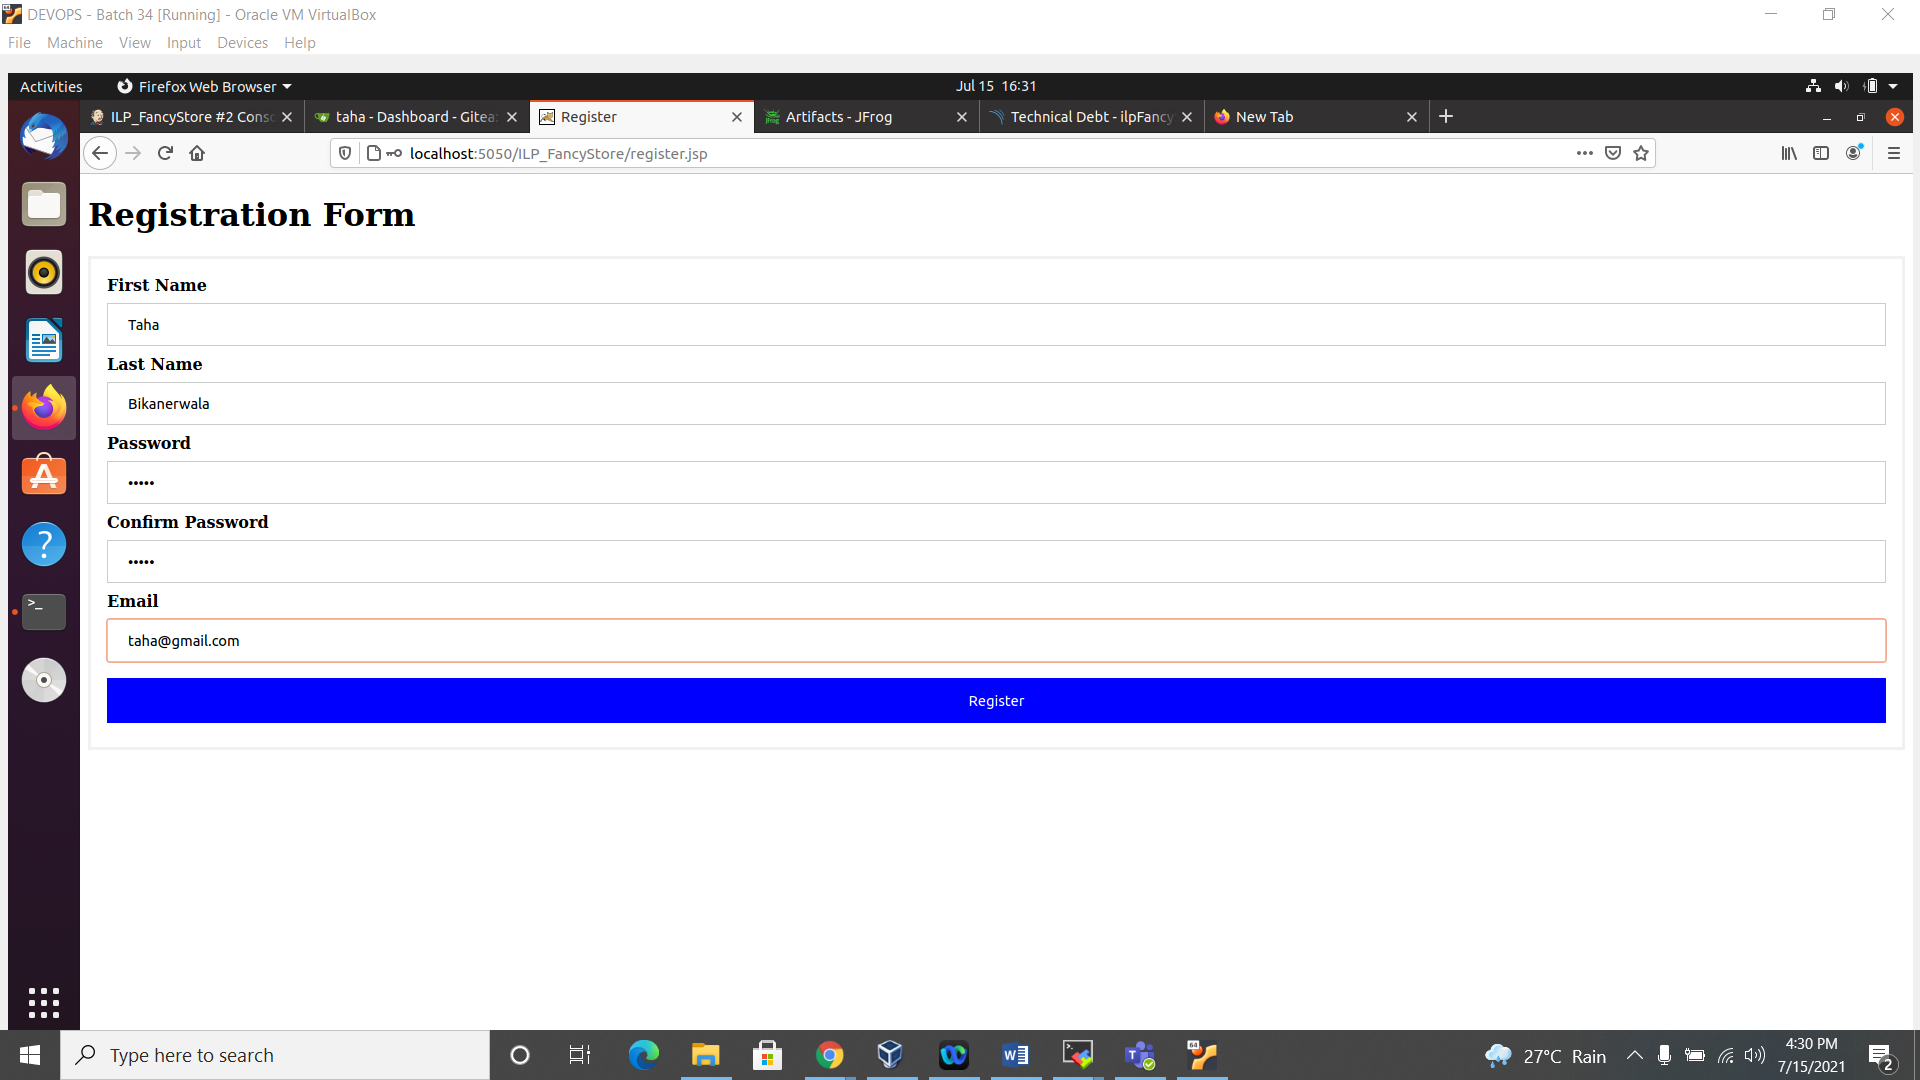 DEVOPS - Batch 34 [Running] - Oracle VM VirtualBox
File Machine View Input Devices Help
Activities Firefox Web Browser Jul 15 16:31
ILP_FancyStore #2 Conso taha - Dashboard - Gitea: Register Artifacts - JFrog Technical Debt - ilpFancy New Tab
localhost:5050/ILP_FancyStore/register.jsp
Registration Form
First Name
Taha
Last Name
Bikanerwala
Password
•••••
Confirm Password
•••••
Email
taha@gmail.com
Register
Type here to search
27°C Rain
4:30 PM
7/15/2021
2